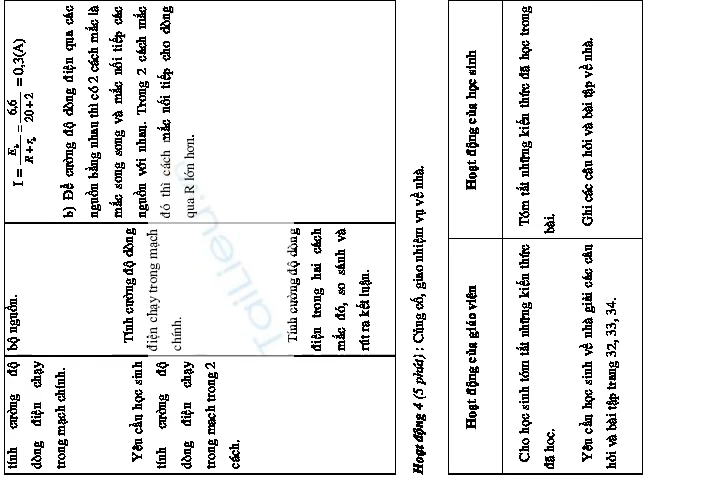 tính cường độ
dòng điện chạy
trong mạch chính.
Yêu cầu học sinh
tính cường độ
dòng điện chạy
trong mạch trong 2
cách.
bộ nguồn.
Tính cường độ dòng
điện chạy trong mạch
chính.
Tính cường độ dòng
điện trong hai cách
mắc đó, so sánh và
rút ra kết luận.
I = E_b / (R + r_b) = 6,6 / (20 + 2) = 0,3(A)
b) Để cường độ dòng điện qua các
nguồn bằng nhau thì có 2 cách mắc là
mắc song song và mắc nối tiếp các
nguồn với nhau. Trong 2 cách mắc
đó thì cách mắc nối tiếp cho dòng
qua R lớn hơn.
Hoạt động 4 (5 phút) : Củng cố, giao nhiệm vụ về nhà.
Hoạt động của giáo viên
Hoạt động của học sinh
Cho học sinh tóm tắt những kiến thức
đã học.
Yêu cầu học sinh về nhà giải các câu
hỏi và bài tập trang 32, 33, 34.
Tóm tắt những kiến thức đã học trong
bài.
Ghi các câu hỏi và bài tập về nhà.